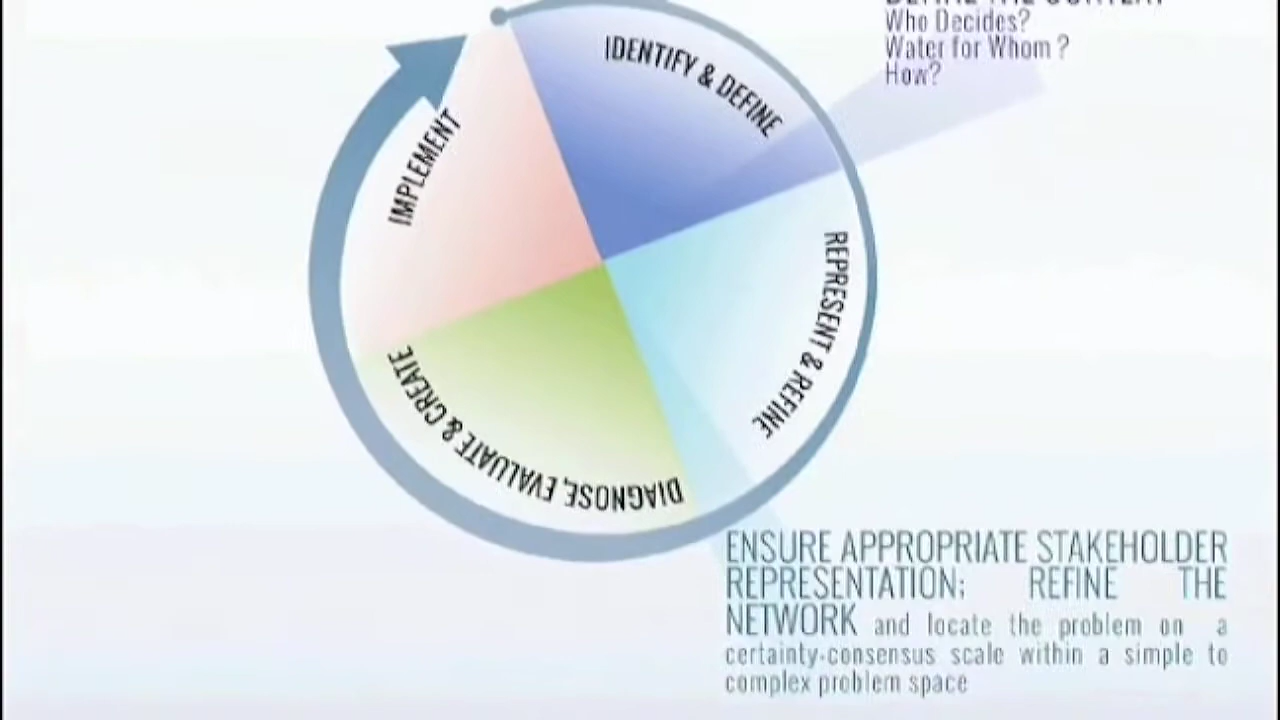 Who Decides?
Water for Whom ?
How?
IDENTIFY & DEFINE
IMPLEMENT
REPRESENT & REFINE
DIAGNOSE, EVALUATE & CREATE
ENSURE APPROPRIATE STAKEHOLDER
REPRESENTATION; REFINE THE
NETWORK and locate the problem on a
certainty-consensus scale within a simple to
complex problem space